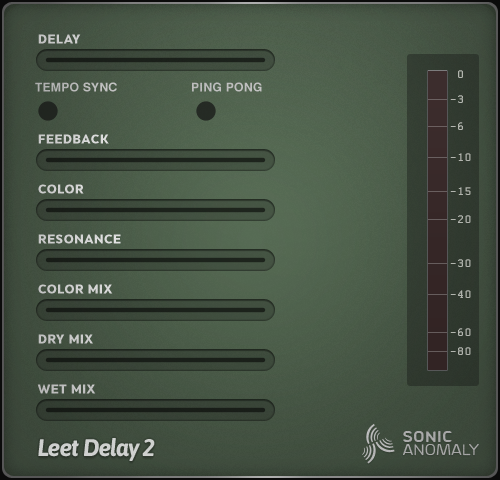 DELAY
TEMPO SYNC PING PONG
FEEDBACK
COLOR
RESONANCE
COLOR MIX
DRY MIX
WET MIX
Leet Delay 2
0
-3
-6
-10
-15
-20
-30
-40
-60
-80
SONIC
ANOMALY